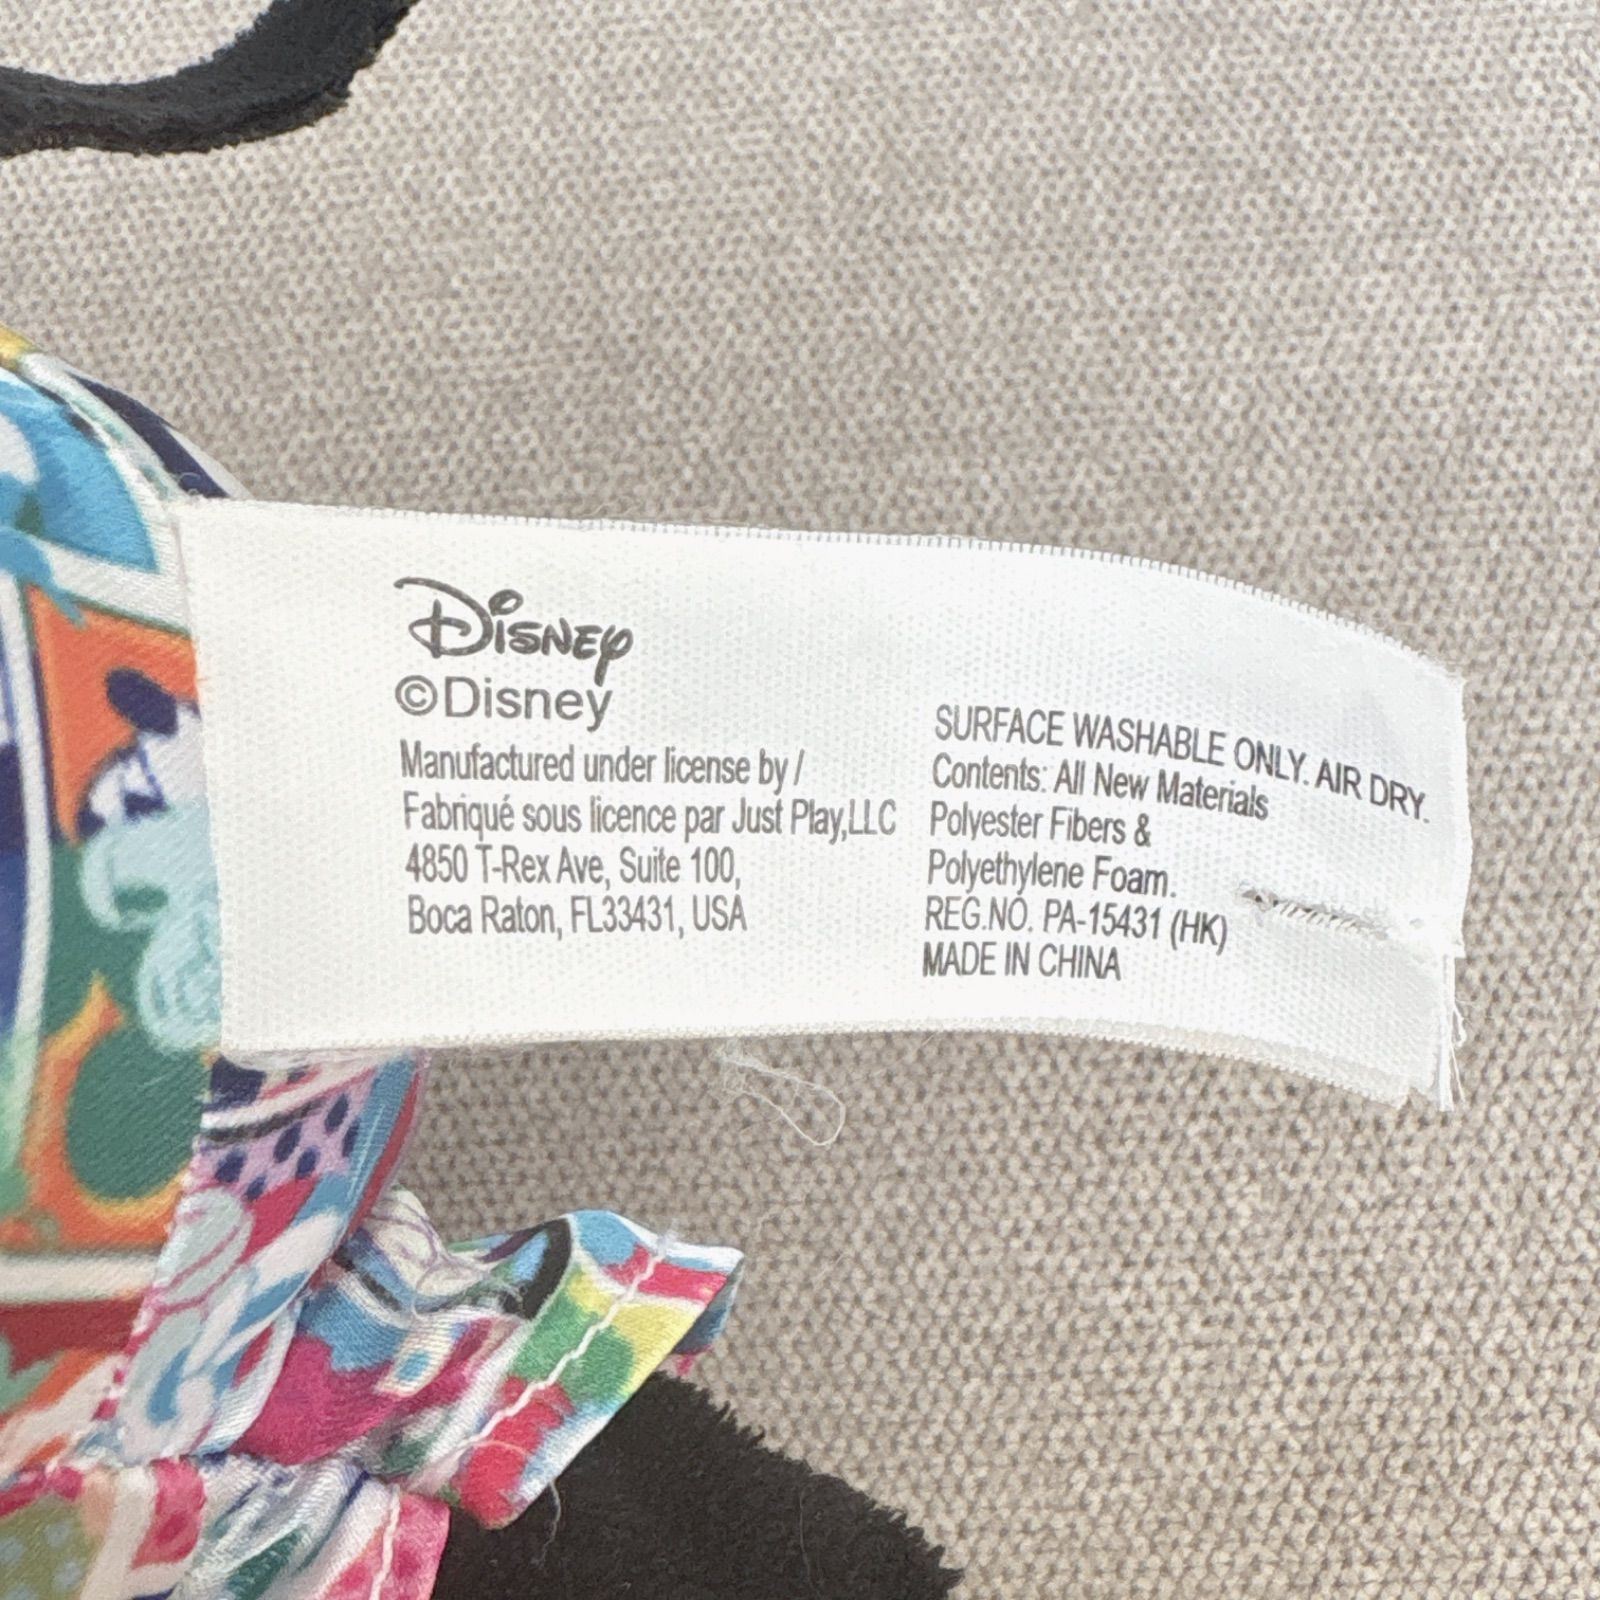 Disney
©Disney
Manufactured under license by /
Fabriqué sous licence par Just Play,LLC
4850 T-Rex Ave, Suite 100,
Boca Raton, FL33431, USA
SURFACE WASHABLE ONLY. AIR DRY.
Contents: All New Materials
Polyester Fibers &
Polyethylene Foam.
REG.NO. PA-15431 (HK)
MADE IN CHINA